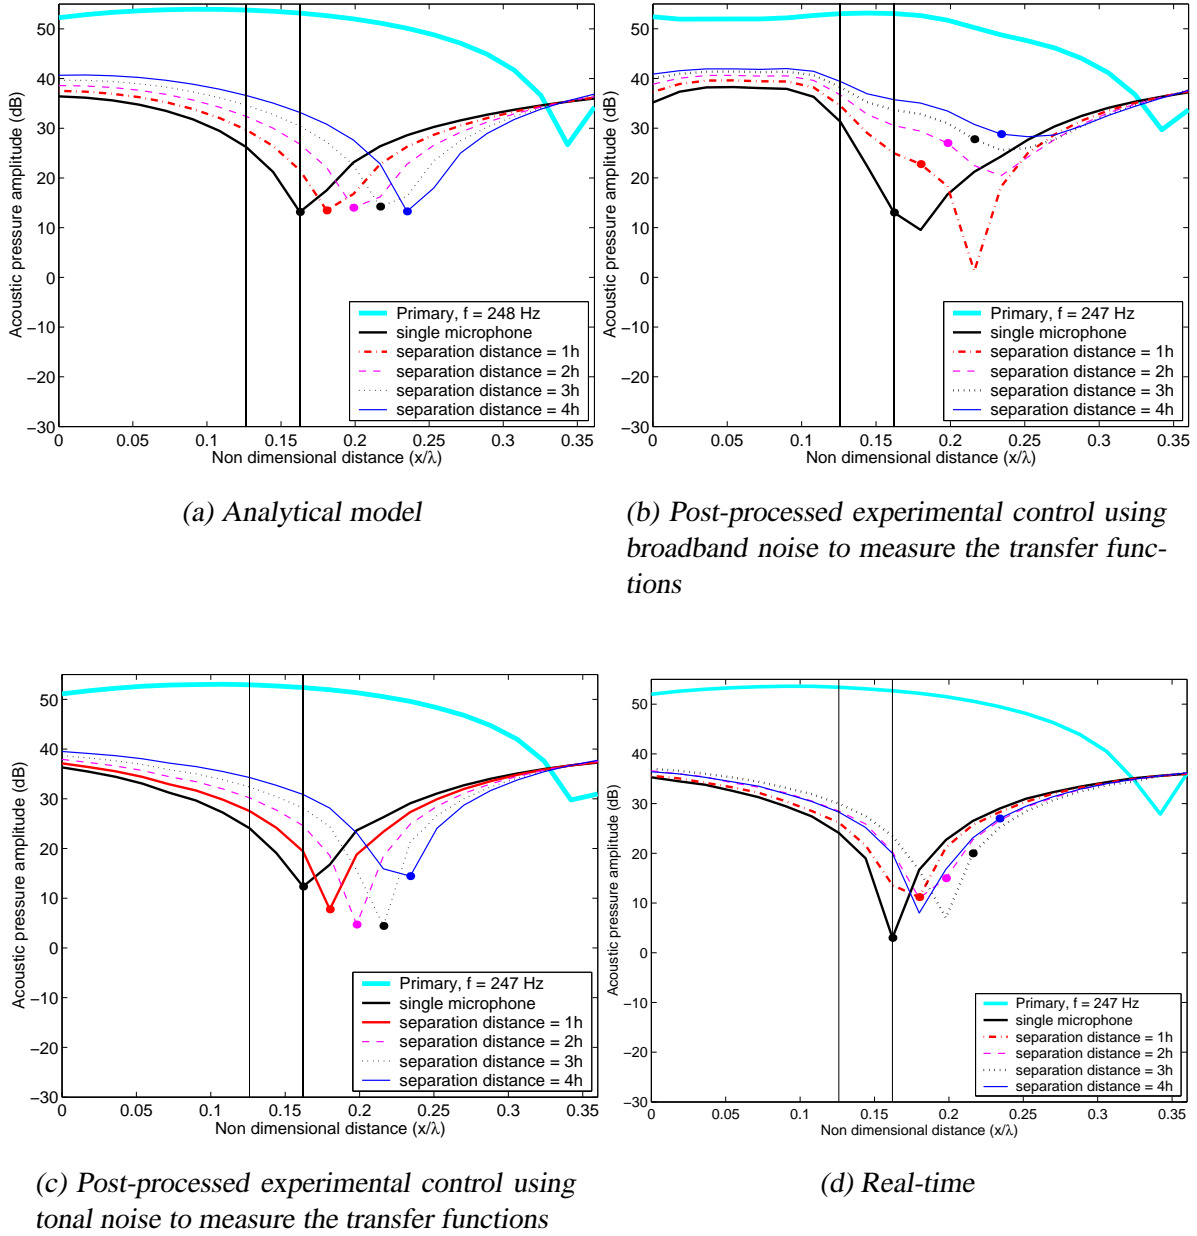 Acoustic pressure amplitude (dB)
50
40
30
20
10
0
−10
−20
−30
0 0.05 0.1 0.15 0.2 0.25 0.3 0.35
Non dimensional distance (x/λ)
Primary, f = 248 Hz
single microphone
separation distance = 1h
separation distance = 2h
separation distance = 3h
separation distance = 4h
(a) Analytical model
Acoustic pressure amplitude (dB)
50
40
30
20
10
0
−10
−20
−30
0 0.05 0.1 0.15 0.2 0.25 0.3 0.35
Non dimensional distance (x/λ)
Primary, f = 247 Hz
single microphone
separation distance = 1h
separation distance = 2h
separation distance = 3h
separation distance = 4h
(b) Post-processed experimental control using
broadband noise to measure the transfer func-
tions
Acoustic pressure amplitude (dB)
50
40
30
20
10
0
−10
−20
−30
0 0.05 0.1 0.15 0.2 0.25 0.3 0.35
Non dimensional distance (x/λ)
Primary, f = 247 Hz
single microphone
separation distance = 1h
separation distance = 2h
separation distance = 3h
separation distance = 4h
(c) Post-processed experimental control using
tonal noise to measure the transfer functions
Acoustic pressure amplitude (dB)
50
40
30
20
10
0
−10
−20
−30
0 0.05 0.1 0.15 0.2 0.25 0.3 0.35
Non dimensional distance (x/λ)
Primary, f = 247 Hz
single microphone
separation distance = 1h
separation distance = 2h
separation distance = 3h
separation distance = 4h
(d) Real-time